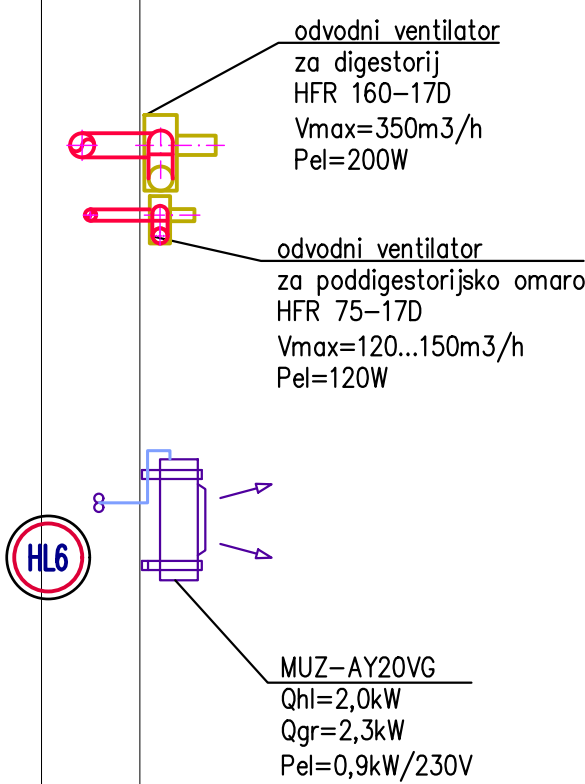 odvodni ventilator
za digestorij
HFR 160-17D
Vmax=350m3/h
Pel=200W
odvodni ventilator
za poddigestorijsko omaro
HFR 75-17D
Vmax=120...150m3/h
Pel=120W
HL6
MUZ-AY20VG
Qhl=2,0kW
Qgr=2,3kW
Pel=0,9kW/230V